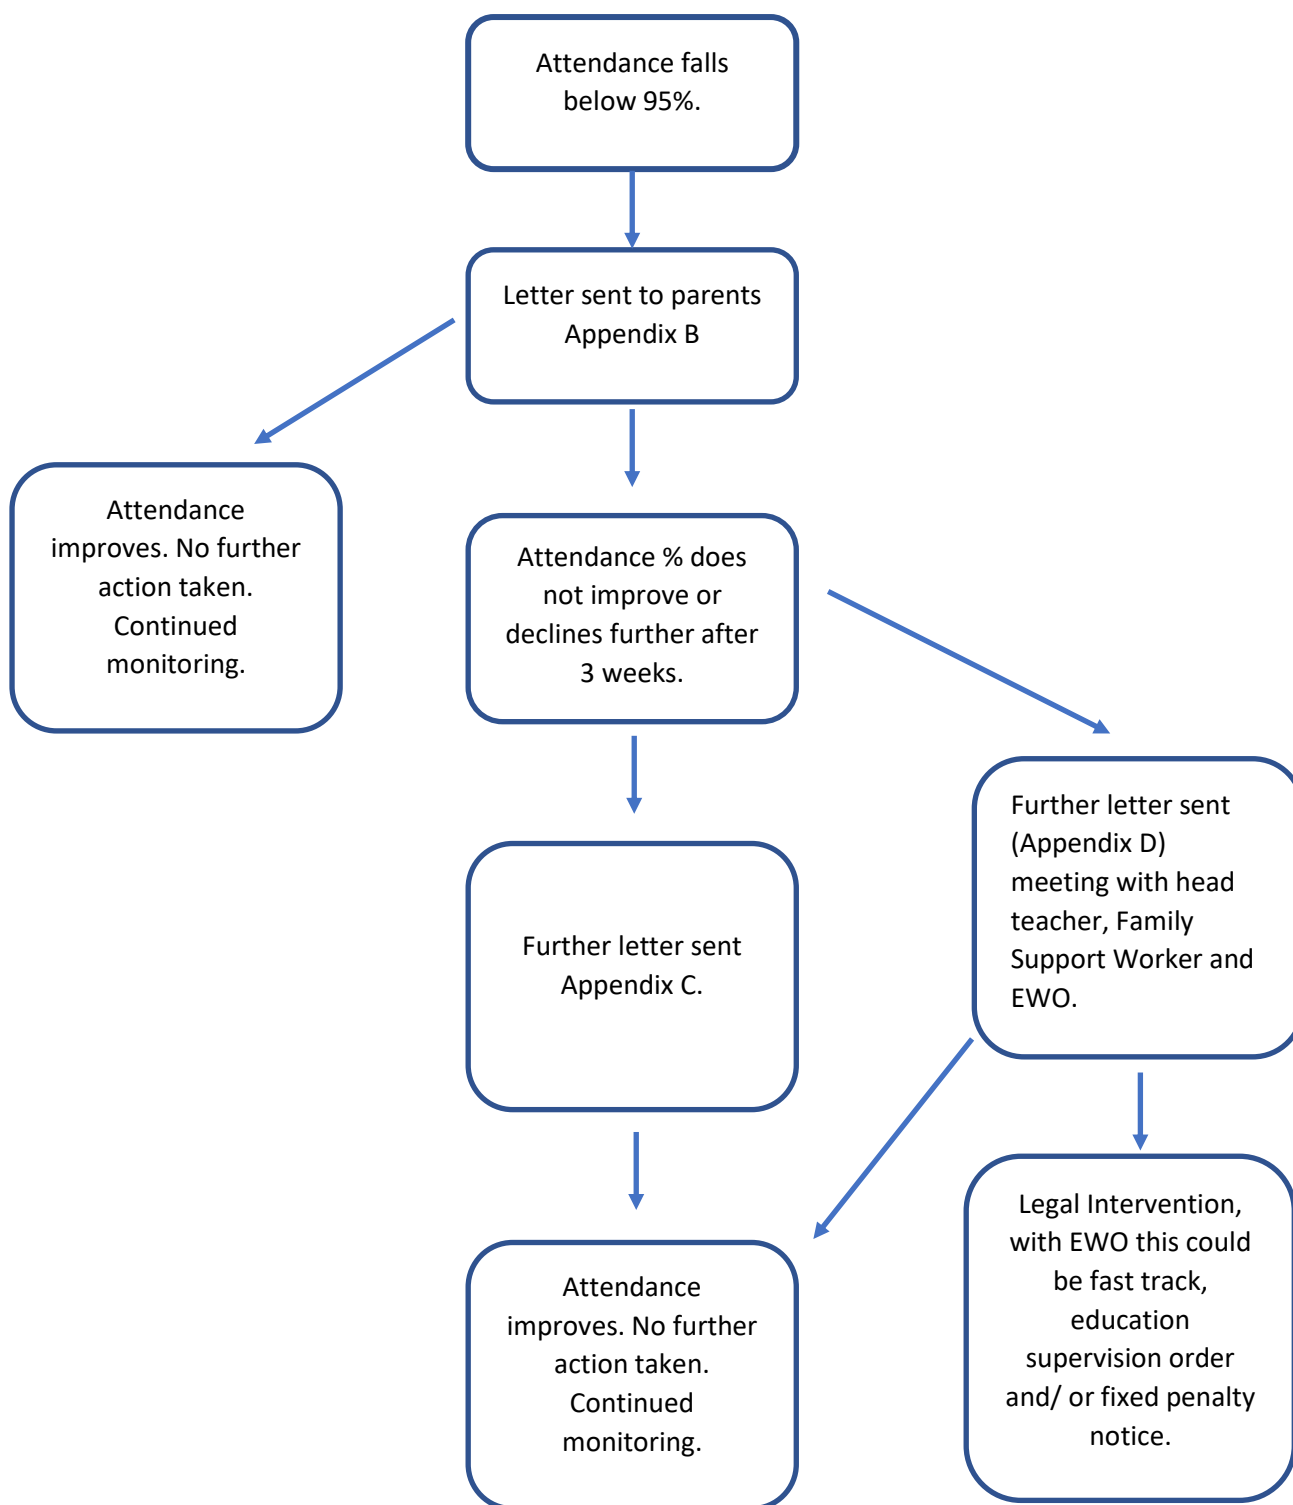 Attendance falls
below 95%.
Letter sent to parents
Appendix B
Attendance
improves. No further
action taken.
Continued
monitoring.
Attendance % does
not improve or
declines further after
3 weeks.
Further letter sent
(Appendix D)
meeting with head
teacher, Family
Support Worker and
EWO.
Further letter sent
Appendix C.
Attendance
improves. No further
action taken.
Continued
monitoring.
Legal Intervention,
with EWO this could
be fast track,
education
supervision order
and/ or fixed penalty
notice.